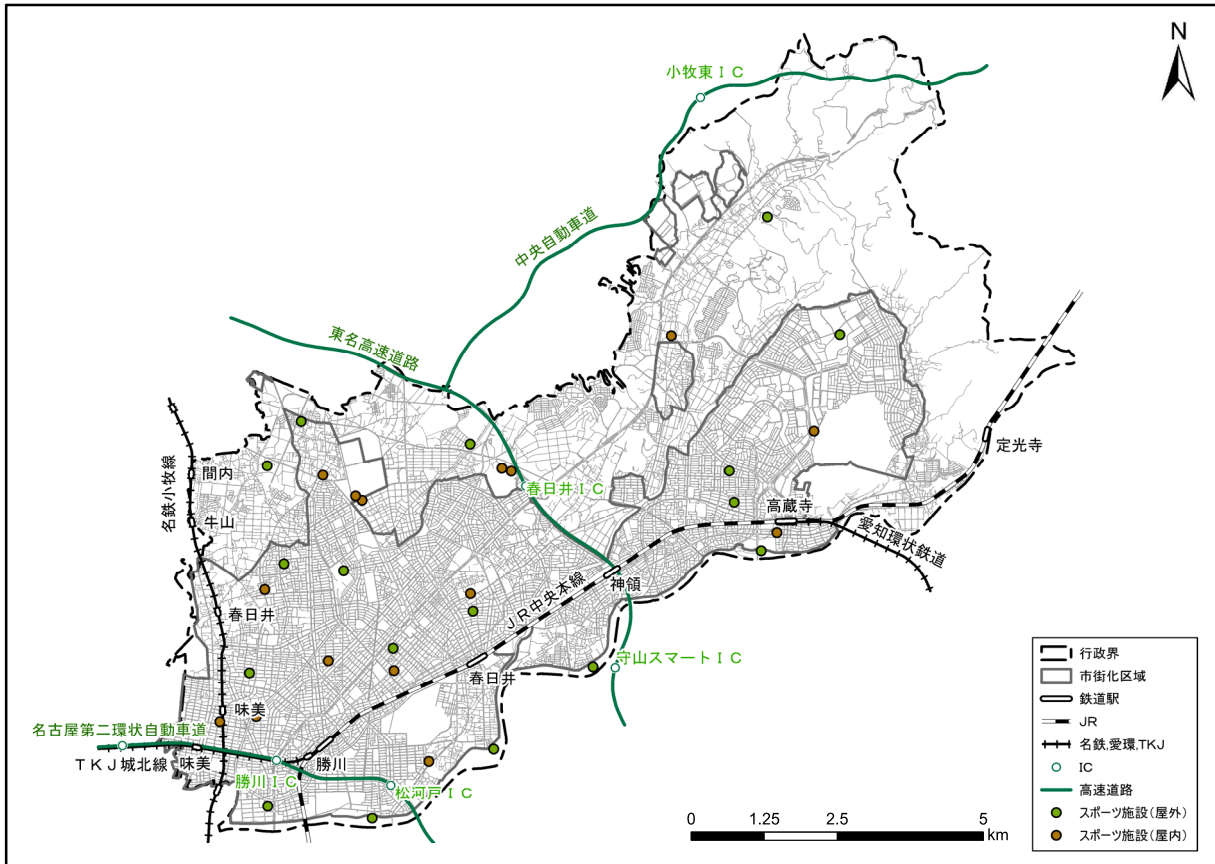 N
小牧東ＩＣ
中央自動車道
東名高速道路
定光寺
間内
名鉄小牧線
春日井ＩＣ
高蔵寺
牛山
愛知環状鉄道
神領
ＪＲ中央本線
春日井
守山スマートＩＣ
春日井
味美
名古屋第二環状自動車道
ＴＫＪ城北線
味美
勝川
勝川ＩＣ
松河戸ＩＣ
行政界
市街化区域
鉄道駅
JR
名鉄,愛環,TKJ
IC
高速道路
スポーツ施設(屋外)
スポーツ施設(屋内)
0 1.25 2.5 5
km